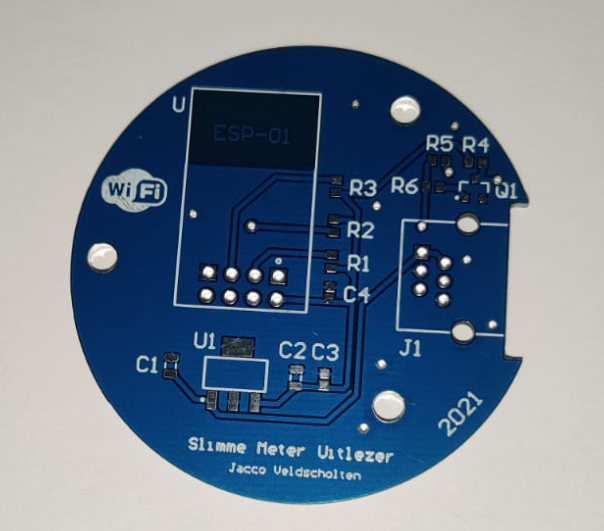 U
ESP-01
R5 R4
WiFi
R3
R6
Q1
R2
R1
C4
U1
J1
C1
C2 C3
2021
Slimme Meter Uitlezer
Jacco Veldscholten